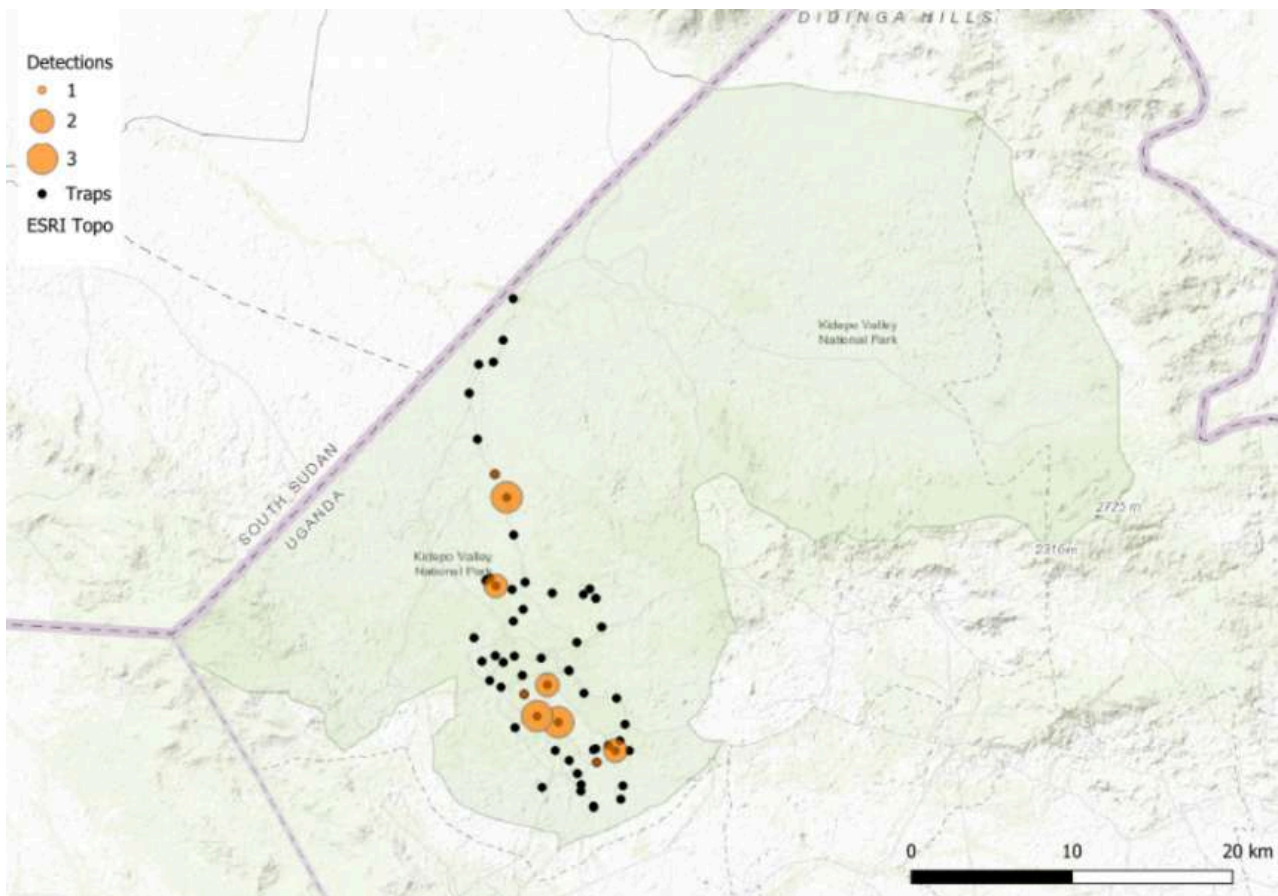 DIDINGA HILLS
Detections
1
2
3
Traps
ESRI Topo
Kidepo Valley
National Park
SOUTH SUDAN
UGANDA
2725 m
2316m
Kidepo Valley
National Park
0
10
20 km